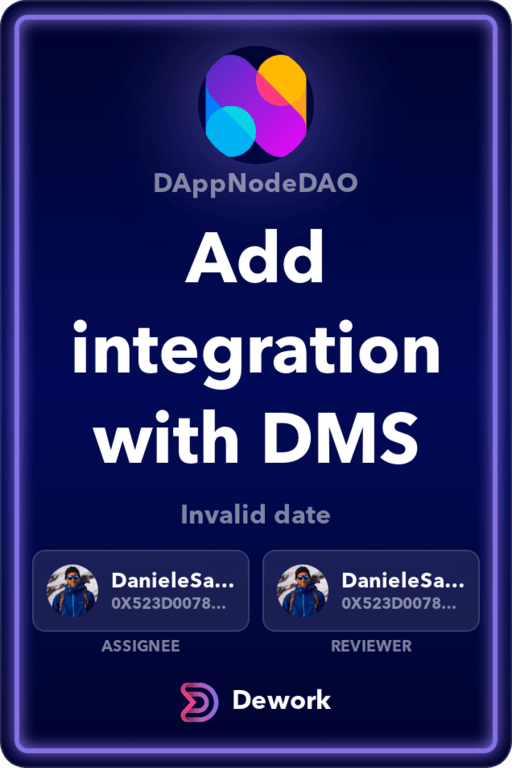 DAppNodeDAO
Add
integration
with DMS
Invalid date
DanieleSa...
0X523D0078...
ASSIGNEE
DanieleSa...
0X523D0078...
REVIEWER
Dework